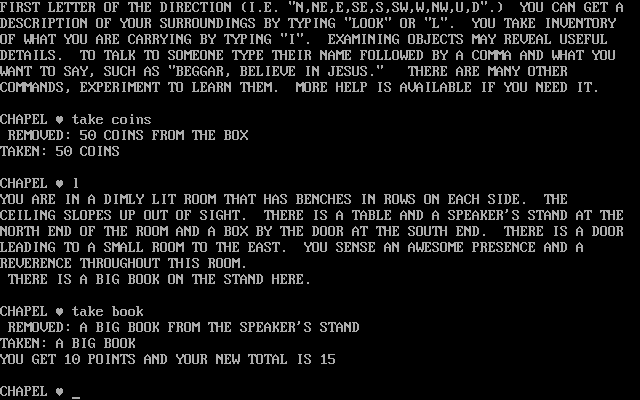 FIRST LETTER OF THE DIRECTION (I.E. "N,NE,E,SE,S,SW,W,NW,U,D".)  YOU CAN GET A
DESCRIPTION OF YOUR SURROUNDINGS BY TYPING "LOOK" OR "L".  YOU TAKE INVENTORY
OF WHAT YOU ARE CARRYING BY TYPING "I".  EXAMINING OBJECTS MAY REVEAL USEFUL
DETAILS.  TO TALK TO SOMEONE TYPE THEIR NAME FOLLOWED BY A COMMA AND WHAT YOU
WANT TO SAY, SUCH AS "BEGGAR, BELIEVE IN JESUS."   THERE ARE MANY OTHER
COMMANDS, EXPERIMENT TO LEARN THEM.  MORE HELP IS AVAILABLE IF YOU NEED IT.
CHAPEL ♥ take coins
REMOVED: 50 COINS FROM THE BOX
TAKEN: 50 COINS
CHAPEL ♥ l
YOU ARE IN A DIMLY LIT ROOM THAT HAS BENCHES IN ROWS ON EACH SIDE.  THE
CEILING SLOPES UP OUT OF SIGHT.  THERE IS A TABLE AND A SPEAKER'S STAND AT THE
NORTH END OF THE ROOM AND A BOX BY THE DOOR AT THE SOUTH END.  THERE IS A DOOR
LEADING TO A SMALL ROOM TO THE EAST.  YOU SENSE AN AWESOME PRESENCE AND A
REVERENCE THROUGHOUT THIS ROOM.
THERE IS A BIG BOOK ON THE STAND HERE.
CHAPEL ♥ take book
REMOVED: A BIG BOOK FROM THE SPEAKER'S STAND
TAKEN: A BIG BOOK
YOU GET 10 POINTS AND YOUR NEW TOTAL IS 15
CHAPEL ♥ _